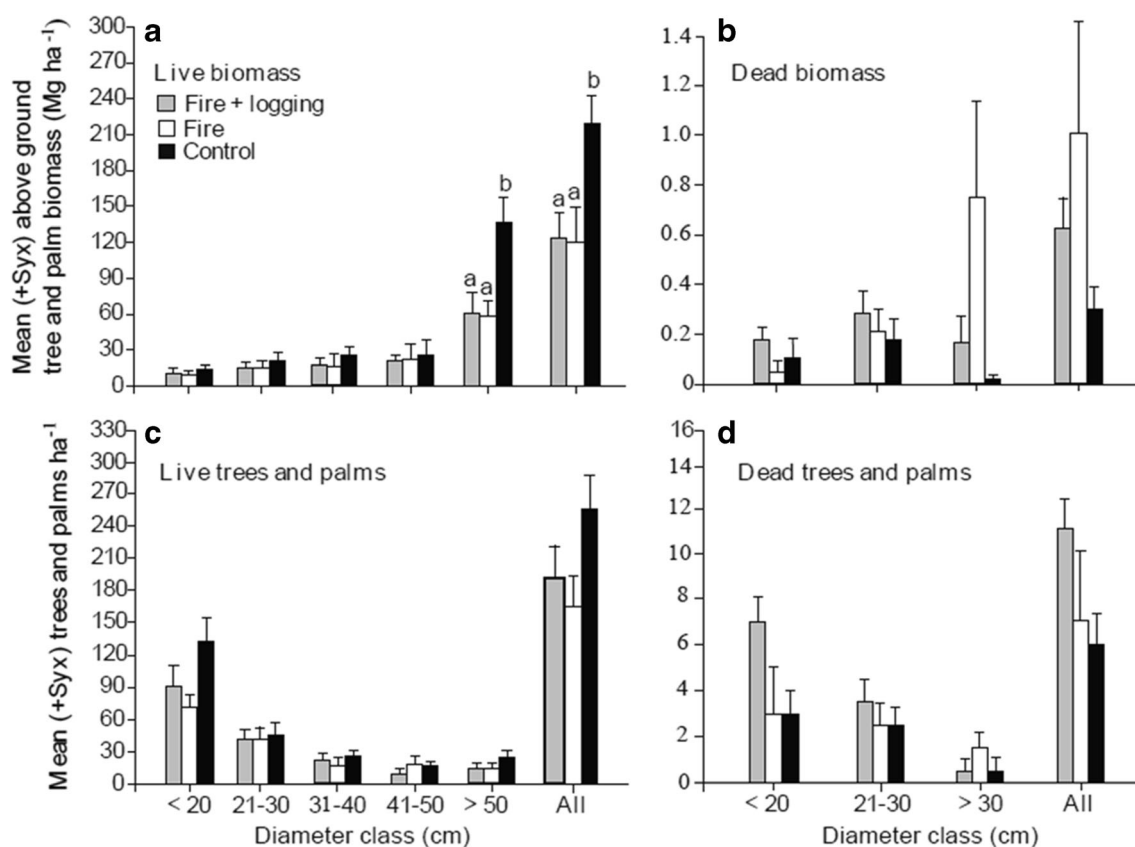 Mean (+Syx) above ground
tree and palm biomass (Mg ha⁻¹)
a
300
270
240
210
180
150
120
90
60
30
0
Live biomass
Fire + logging
Fire
Control
a
a
b
a
a
b
b
1.4
1.2
1.0
0.8
0.6
0.4
0.2
0
Dead biomass
Mean (+Syx) trees and palms ha⁻¹
c
330
300
270
240
210
180
150
120
90
60
30
0
Live trees and palms
< 20 21-30 31-40 41-50 > 50 All
Diameter class (cm)
d
16
14
12
10
8
6
4
2
0
Dead trees and palms
< 20 21-30 > 30 All
Diameter class (cm)